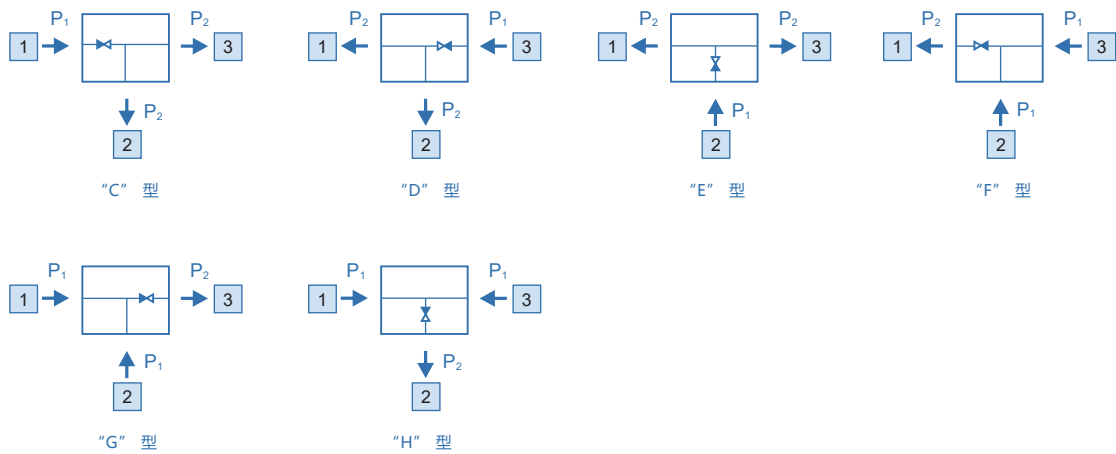 P₁ P₂ P₂ P₁ P₂ P₂ P₂ P₁
1 3 1 3 1 3 1 3
P₂ P₂ P₁ P₁
2 2 2 2
“C” 型 “D” 型 “E” 型 “F” 型
P₁ P₂ P₁ P₁
1 3 1 3
P₁ P₂
2 2
“G” 型 “H” 型